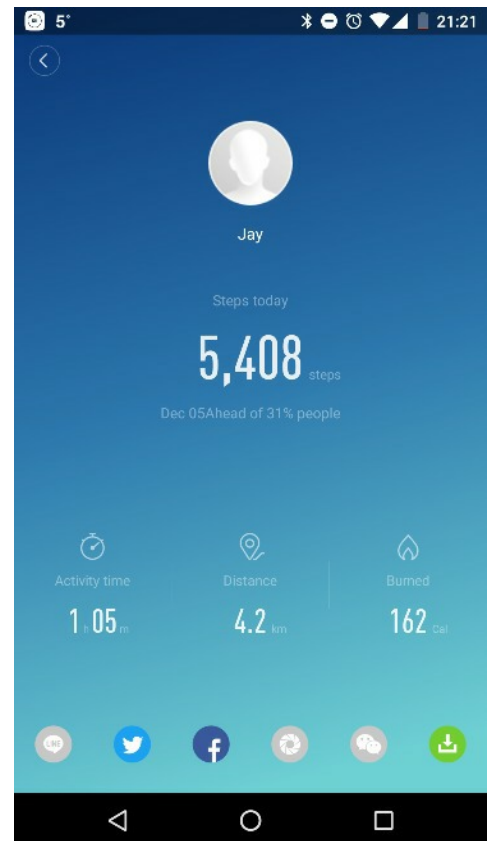 5° 21:21
Jay
Steps today
5,408 steps
Dec 05Ahead of 31% people
Activity time Distance Burned
1 h 05 m 4.2 km 162 Cal
LINE